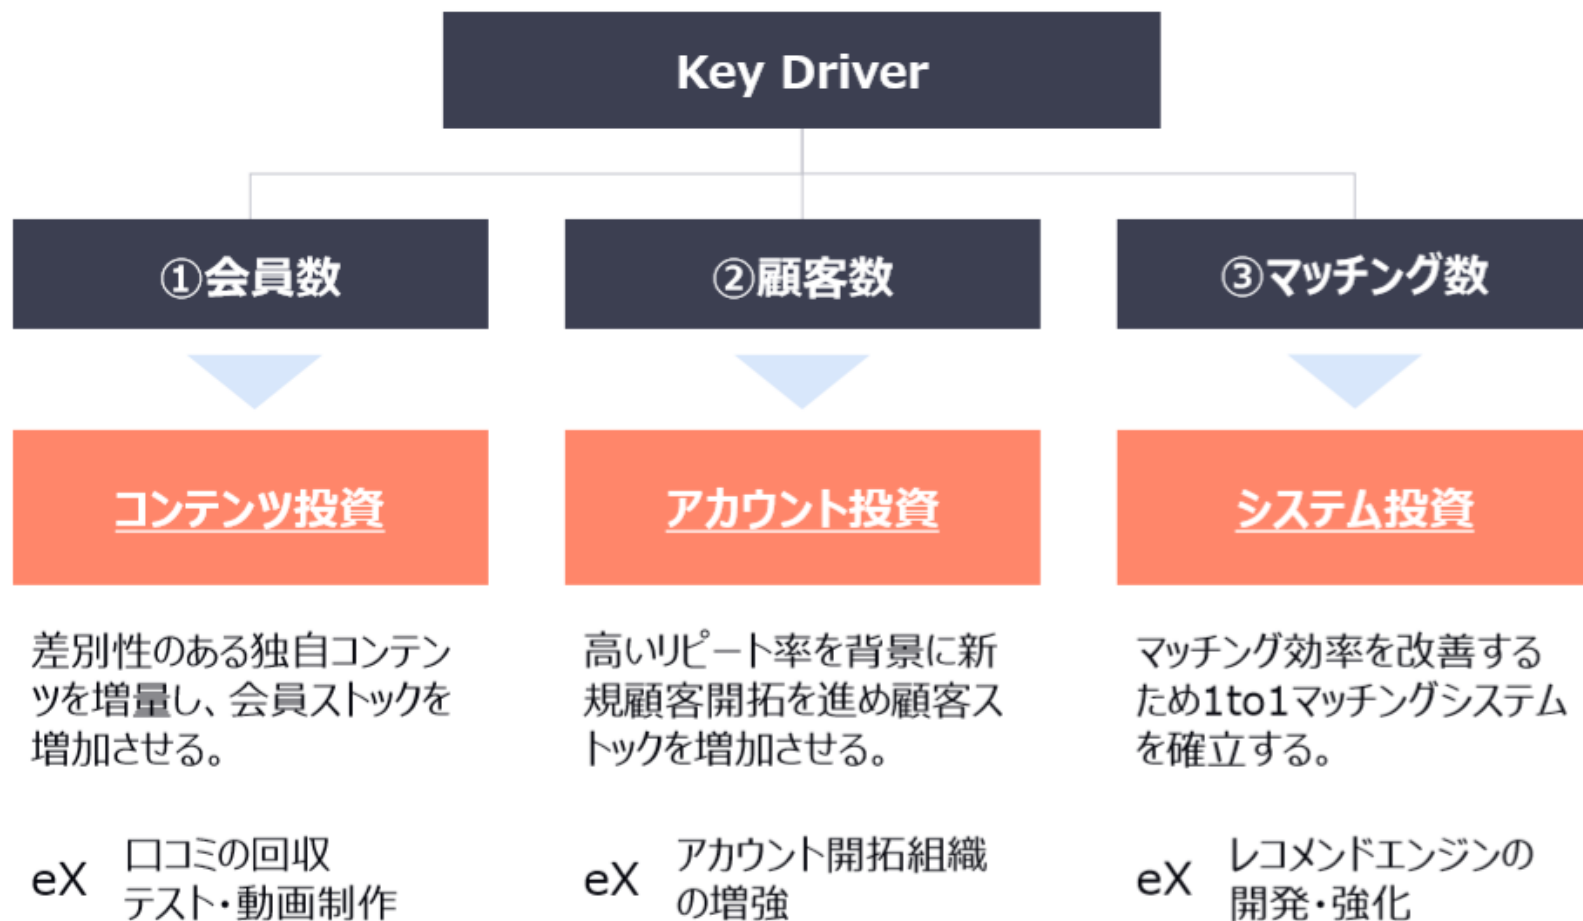 Key Driver
①会員数
②顧客数
③マッチング数
コンテンツ投資
アカウント投資
システム投資
差別性のある独自コンテン
ツを増量し、会員ストックを
増加させる。
高いリピート率を背景に新
規顧客開拓を進め顧客ス
トックを増加させる。
マッチング効率を改善する
ため1to1マッチングシステム
を確立する。
eX
口コミの回収
テスト・動画制作
eX
アカウント開拓組織
の増強
eX
レコメンドエンジンの
開発・強化